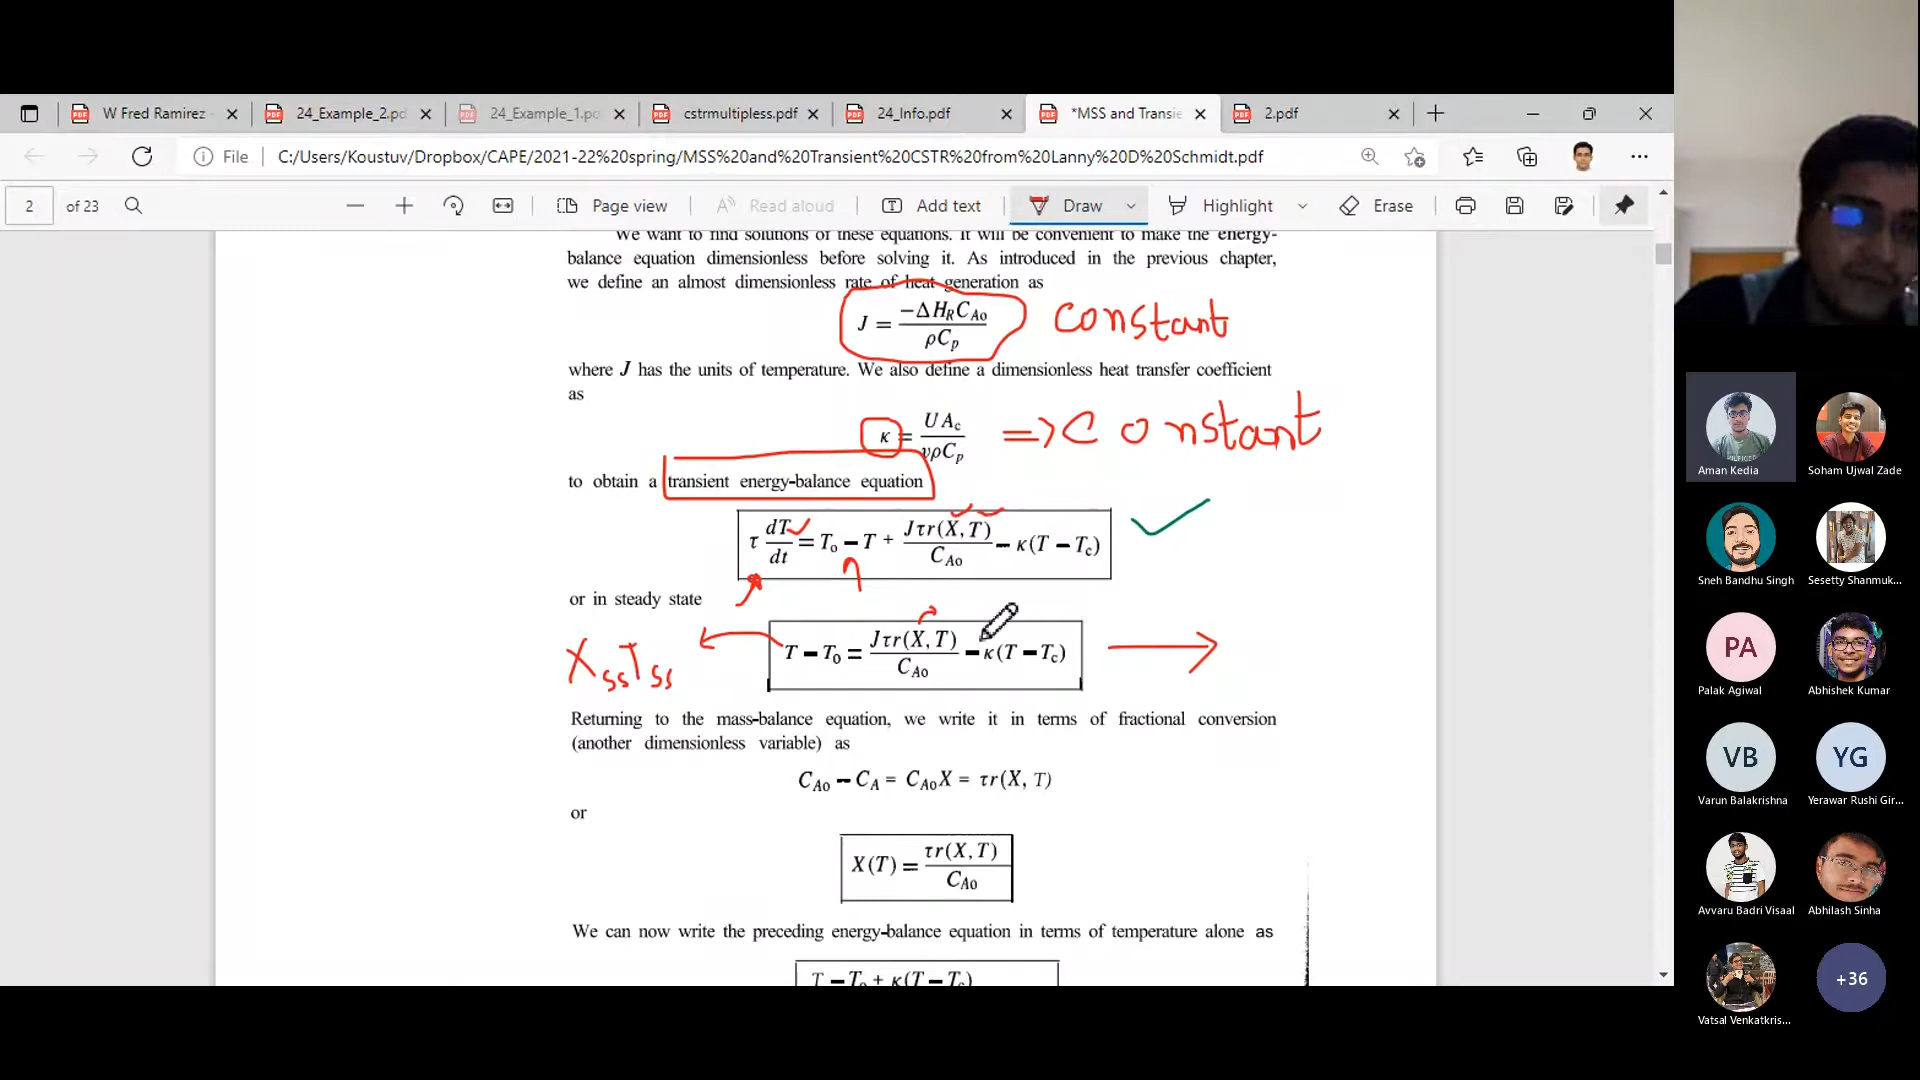 W Fred Ramirez
24_Example_2.pd
24_Example_1.po
cstrmultipless.pdf
24_Info.pdf
*MSS and Transie
2.pdf
File
C:/Users/Koustuv/Dropbox/CAPE/2021-22%20spring/MSS%20and%20Transient%20CSTR%20from%20Lanny%20D%20Schmidt.pdf
2 of 23
Page view
Read aloud
Add text
Draw
Highlight
Erase
We want to find solutions of these equations. It will be convenient to make the energy-
balance equation dimensionless before solving it. As introduced in the previous chapter,
we define an almost dimensionless rate of heat generation as
J = −ΔH_R C_Ao / ρC_p
constant
where J has the units of temperature. We also define a dimensionless heat transfer coefficient
as
κ = UA_c / vρC_p
=> Constant
to obtain a transient energy-balance equation
τ dT/dt = T_o − T + Jτr(X, T)/C_Ao − κ(T − T_c)
or in steady state
X_ss T_ss
T − T_0 = Jτr(X, T)/C_A0 − κ(T − T_c)
Returning to the mass-balance equation, we write it in terms of fractional conversion
(another dimensionless variable) as
C_Ao − C_A = C_AoX = τr(X, T)
or
X(T) = τr(X, T)/C_Ao
We can now write the preceding energy-balance equation in terms of temperature alone as
T − T_o + κ(T − T_c)
Aman Kedia
Soham Ujwal Zade
Sneh Bandhu Singh
Sesetty Shanmuk...
PA
Palak Agiwal
Abhishek Kumar
VB
Varun Balakrishna
YG
Yerawar Rushi Gir...
Avvaru Badri Visaal
Abhilash Sinha
Vatsal Venkatkris...
+36